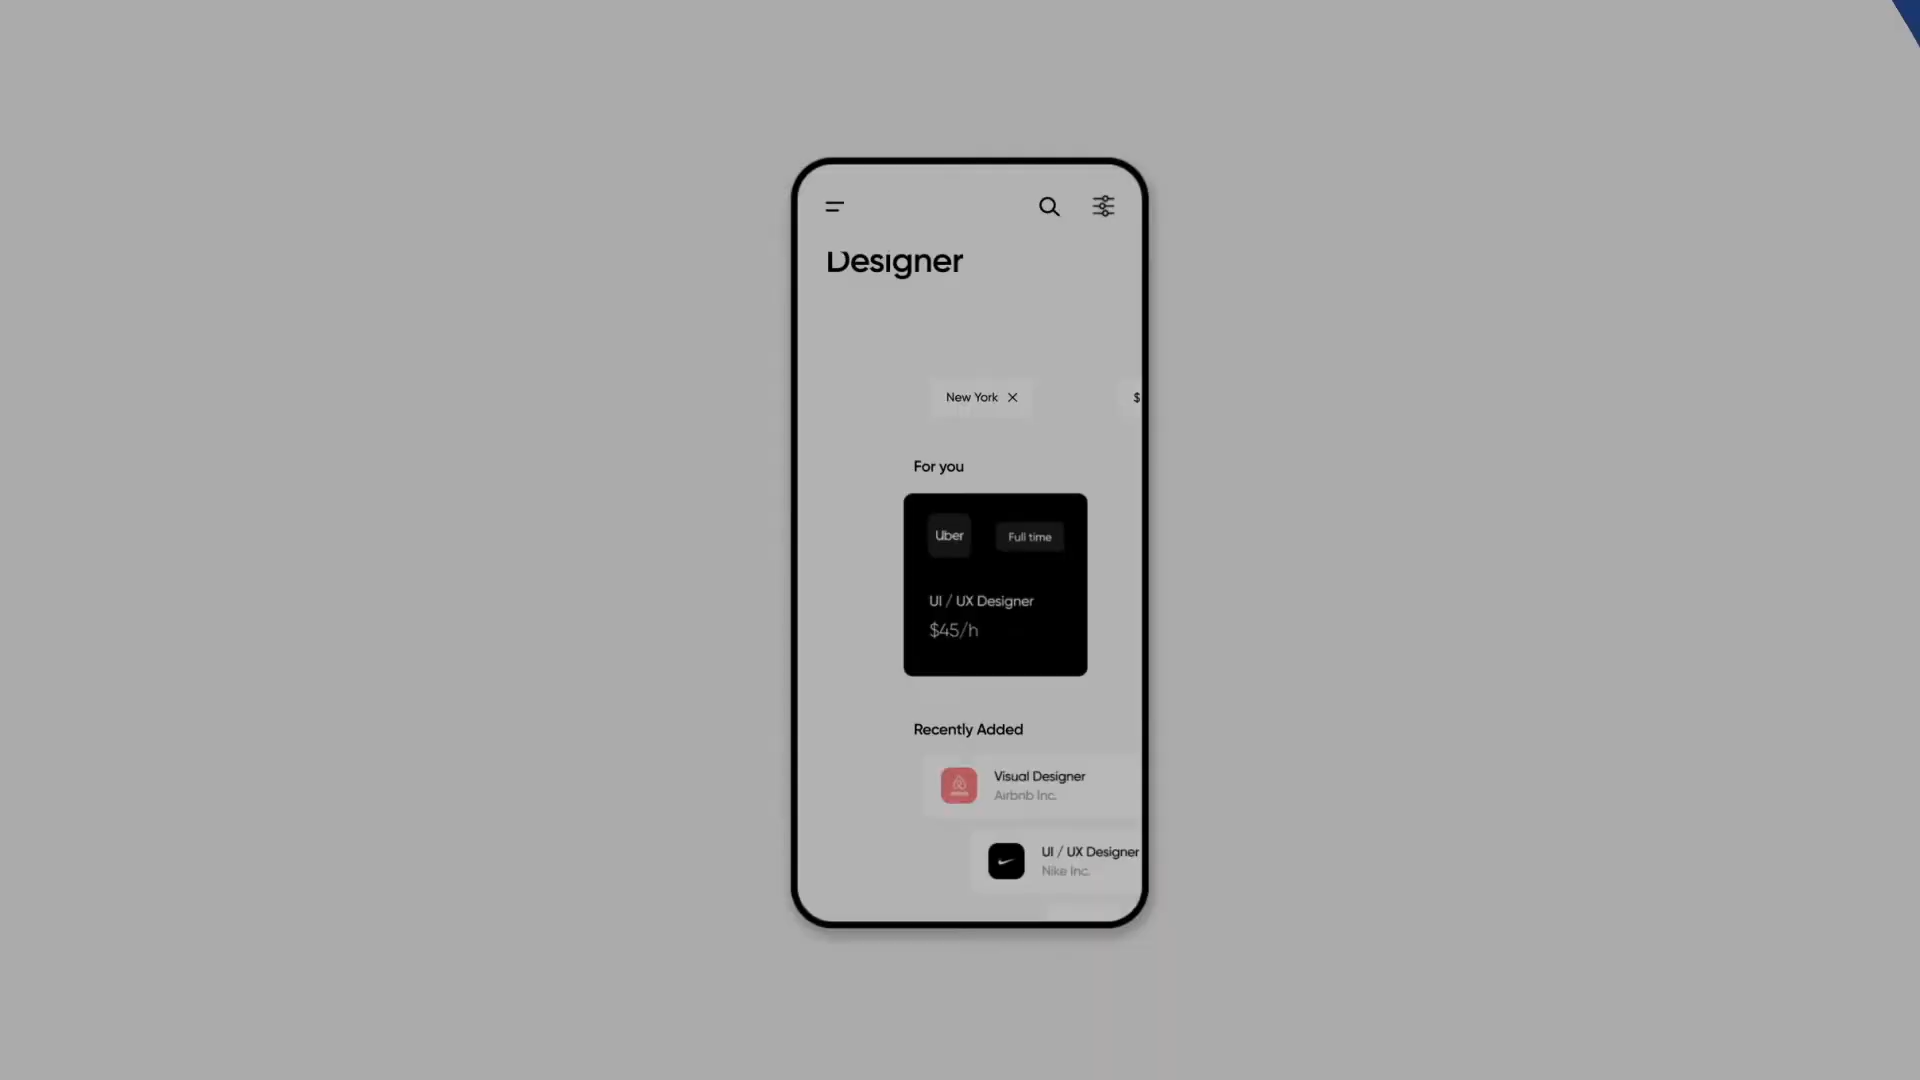 Designer
New York
$
For you
Uber
Full time
UI / UX Designer
$45/h
Recently Added
Visual Designer
Airbnb Inc.
UI / UX Designer
Nike Inc.